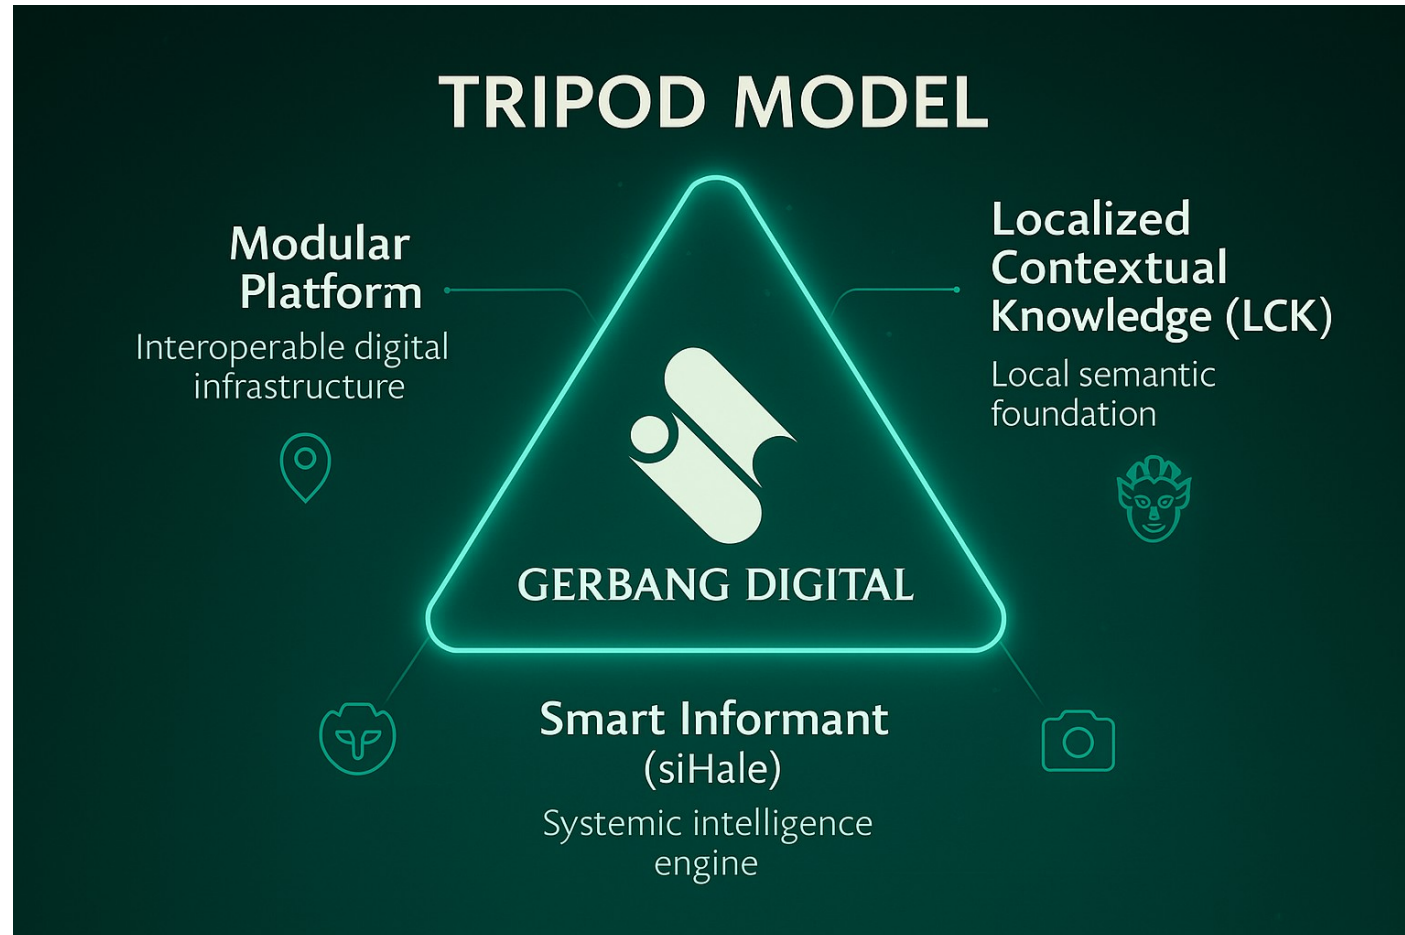 TRIPOD MODEL
Modular
Platform
Interoperable digital
infrastructure
Localized
Contextual
Knowledge (LCK)
Local semantic
foundation
GERBANG DIGITAL
Smart Informant
(siHale)
Systemic intelligence
engine